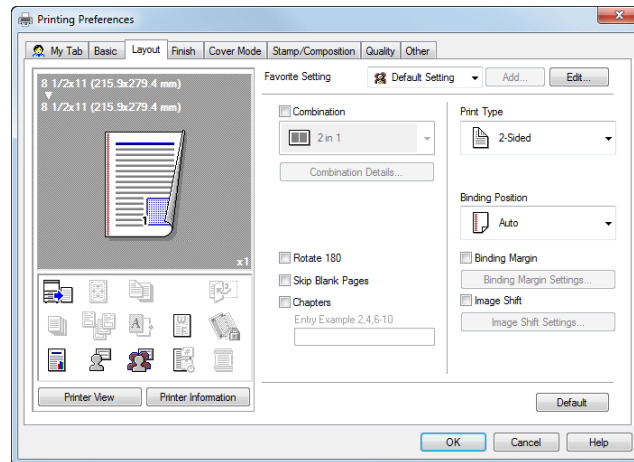 Printing Preferences
My Tab
Basic
Layout
Finish
Cover Mode
Stamp/Composition
Quality
Other
8 1/2x11 (215.9x279.4 mm)
8 1/2x11 (215.9x279.4 mm)
1
x1
Printer View
Printer Information
Favorite Setting
Default Setting
Add...
Edit...
Combination
2 in 1
Combination Details...
Rotate 180
Skip Blank Pages
Chapters
Entry Example 2,4,6-10
Print Type
2-Sided
Binding Position
Auto
Binding Margin
Binding Margin Settings...
Image Shift
Image Shift Settings...
Default
OK
Cancel
Help